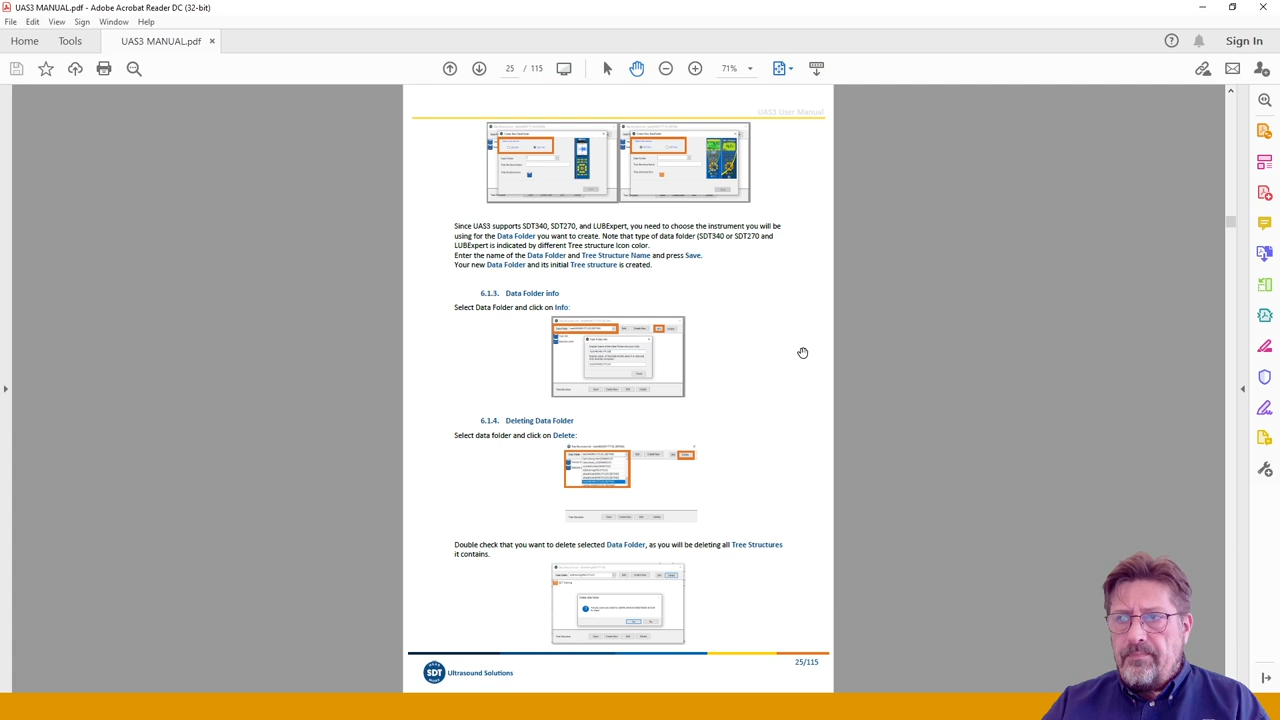 UAS3 MANUAL.pdf - Adobe Acrobat Reader DC (32-bit)
File Edit View Sign Window Help
Home Tools UAS3 MANUAL.pdf × Sign In
25 / 115 71%
UAS3 User Manual
Since UAS3 supports SDT340, SDT270, and LUBExpert, you need to choose the instrument you will be
using for the Data Folder you want to create. Note that type of data folder (SDT340 or SDT270 and
LUBExpert is indicated by different Tree structure Icon color.
Enter the name of the Data Folder and Tree Structure Name and press Save.
Your new Data Folder and its initial Tree structure is created.
6.1.3. Data Folder info
Select Data Folder and click on Info:
6.1.4. Deleting Data Folder
Select data folder and click on Delete:
Double check that you want to delete selected Data Folder, as you will be deleting all Tree Structures
it contains.
25/115
SDT Ultrasound Solutions